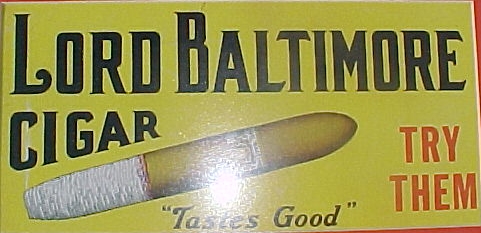 LORD BALTIMORE
CIGAR
TRY
THEM
"Tastes Good"